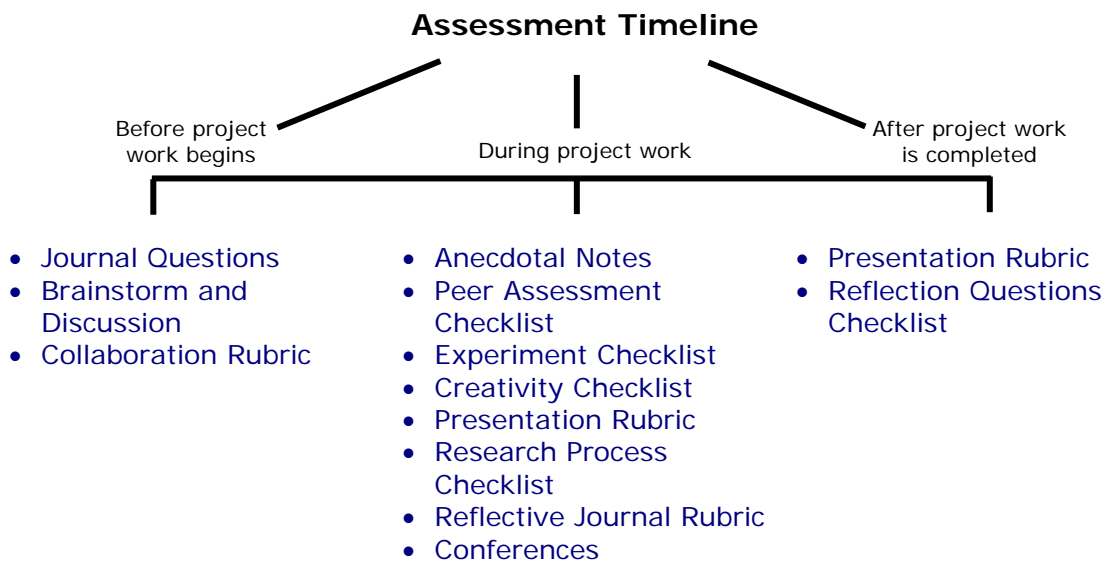 Assessment Timeline
Before project
work begins
During project work
After project work
is completed
• Journal Questions
• Brainstorm and
Discussion
• Collaboration Rubric
• Anecdotal Notes
• Peer Assessment
Checklist
• Experiment Checklist
• Creativity Checklist
• Presentation Rubric
• Research Process
Checklist
• Reflective Journal Rubric
• Conferences
• Presentation Rubric
• Reflection Questions
Checklist